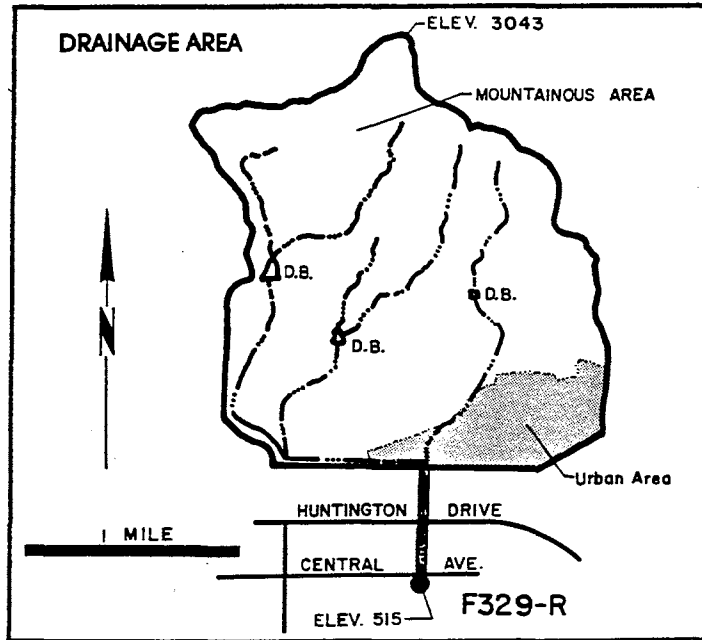 ELEV. 3043
DRAINAGE AREA
MOUNTAINOUS AREA
D.B.
D.B.
D.B.
N
Urban Area
HUNTINGTON DRIVE
1 MILE
CENTRAL AVE.
F329-R
ELEV. 515